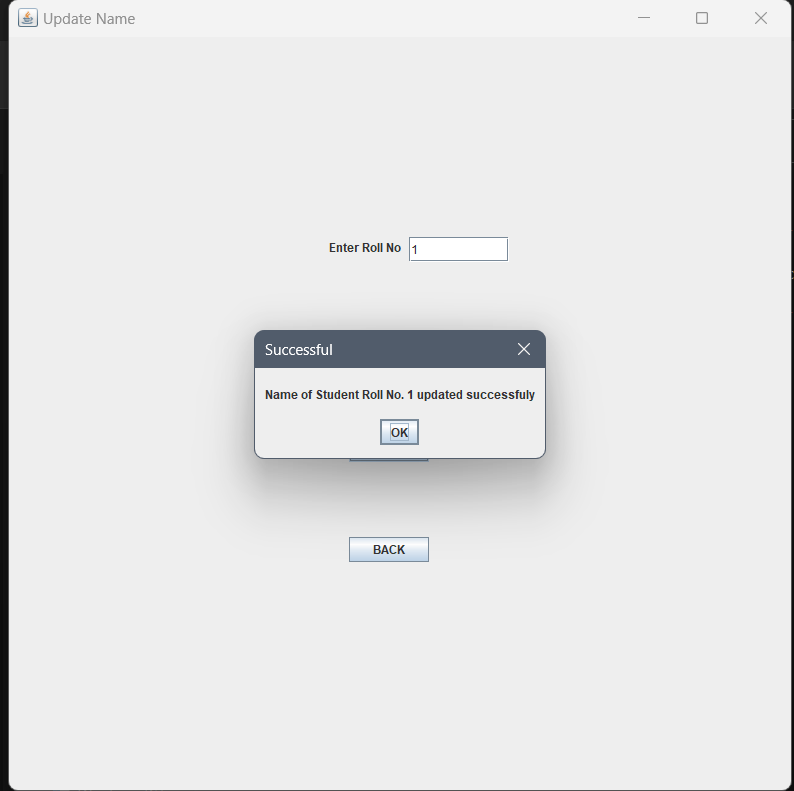 Update Name
Enter Roll No 1
Successful
Name of Student Roll No. 1 updated successfuly
OK
BACK